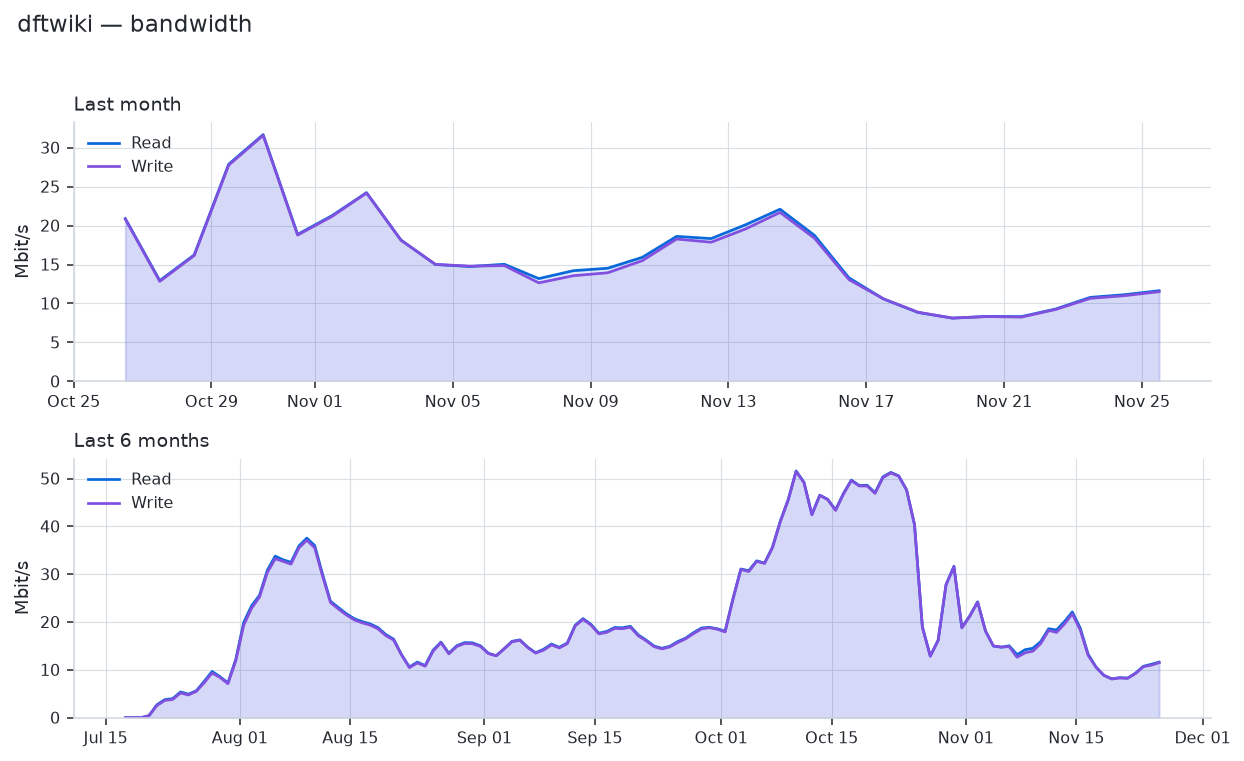 dftwiki — bandwidth
Last month
Mbit/s
30
25
20
15
10
5
0
Read
Write
Oct 25 Oct 29 Nov 01 Nov 05 Nov 09 Nov 13 Nov 17 Nov 21 Nov 25
Last 6 months
Mbit/s
50
40
30
20
10
0
Read
Write
Jul 15 Aug 01 Aug 15 Sep 01 Sep 15 Oct 01 Oct 15 Nov 01 Nov 15 Dec 01